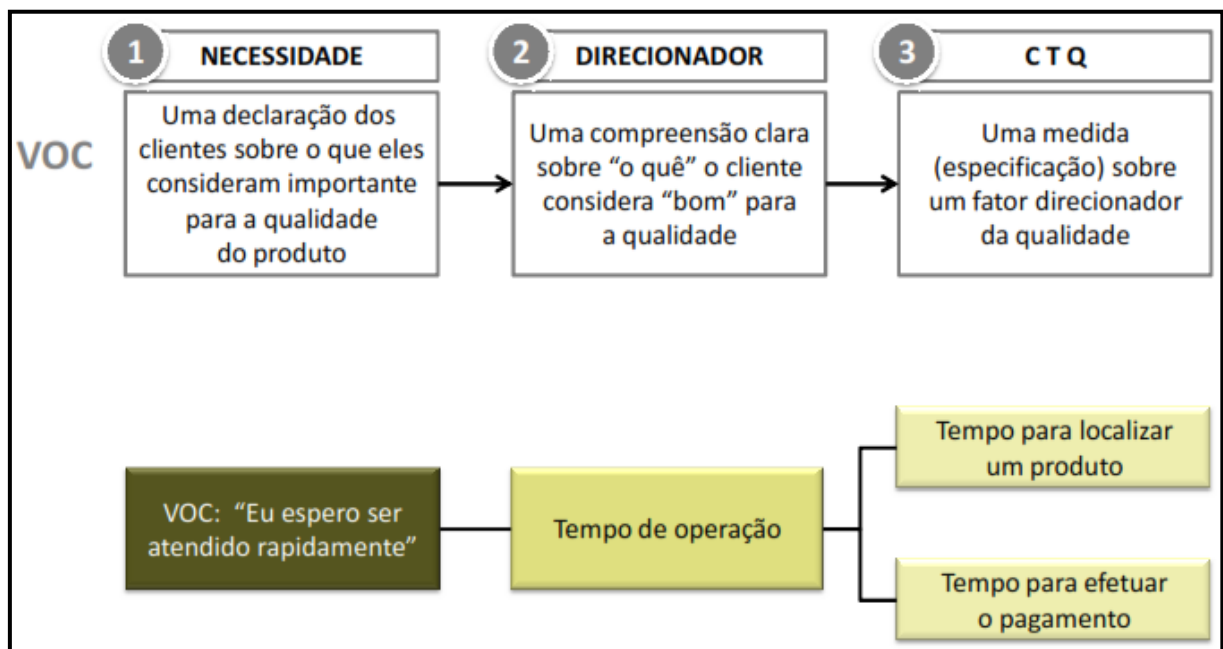 1
NECESSIDADE
2
DIRECIONADOR
3
C T Q
VOC
Uma declaração dos
clientes sobre o que eles
consideram importante
para a qualidade
do produto
Uma compreensão clara
sobre “o quê” o cliente
considera “bom” para
a qualidade
Uma medida
(especificação) sobre
um fator direcionador
da qualidade
VOC: “Eu espero ser
atendido rapidamente”
Tempo de operação
Tempo para localizar
um produto
Tempo para efetuar
o pagamento